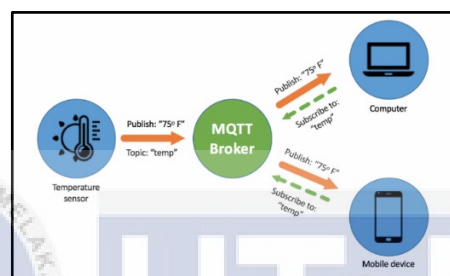 Publish: "75º F"
Topic: "temp"
Temperature
sensor
MQTT
Broker
Publish: "75º F"
Subscribe to:
"temp"
Computer
Publish: "75º F"
Subscribe to:
"temp"
Mobile device